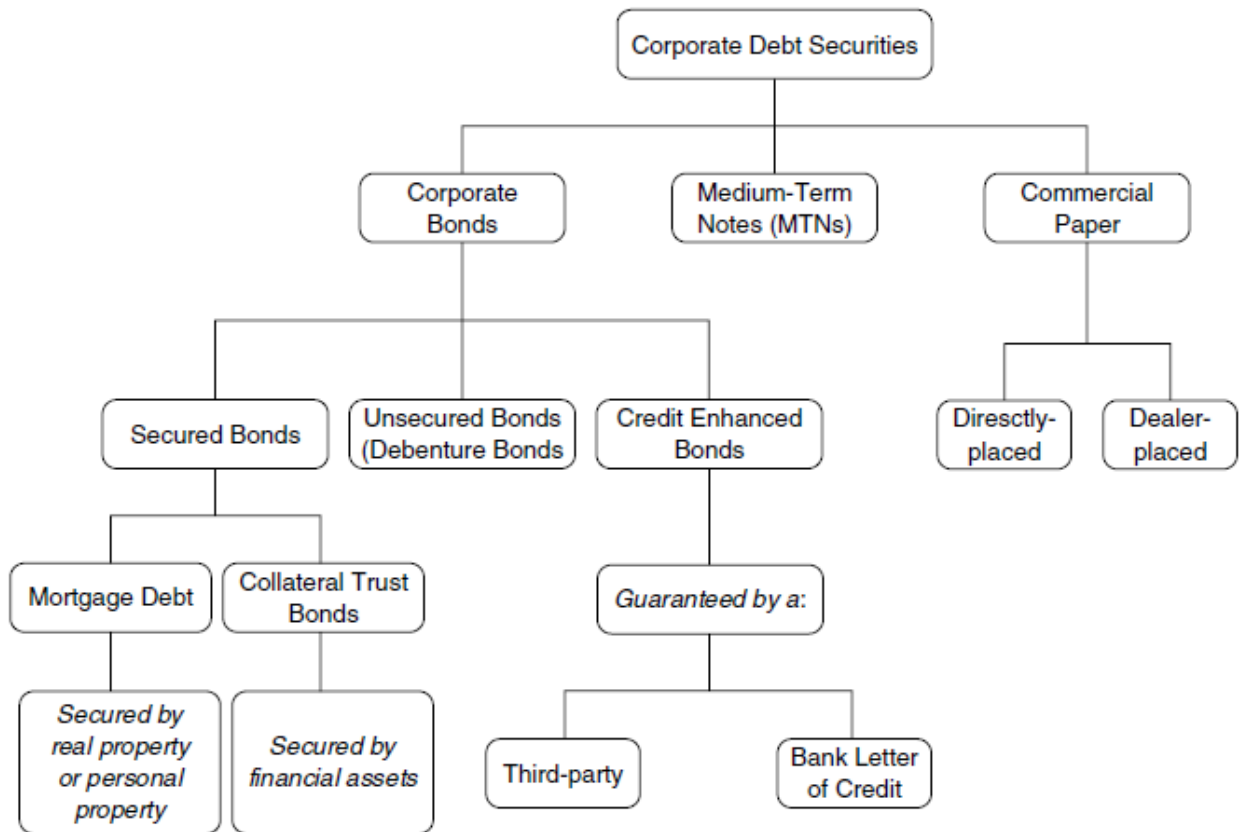 Corporate Debt Securities
Corporate
Bonds
Medium-Term
Notes (MTNs)
Commercial
Paper
Secured Bonds
Unsecured Bonds
(Debenture Bonds
Credit Enhanced
Bonds
Diresctly-
placed
Dealer-
placed
Mortgage Debt
Collateral Trust
Bonds
Guaranteed by a:
Secured by
real property
or personal
property
Secured by
financial assets
Third-party
Bank Letter
of Credit